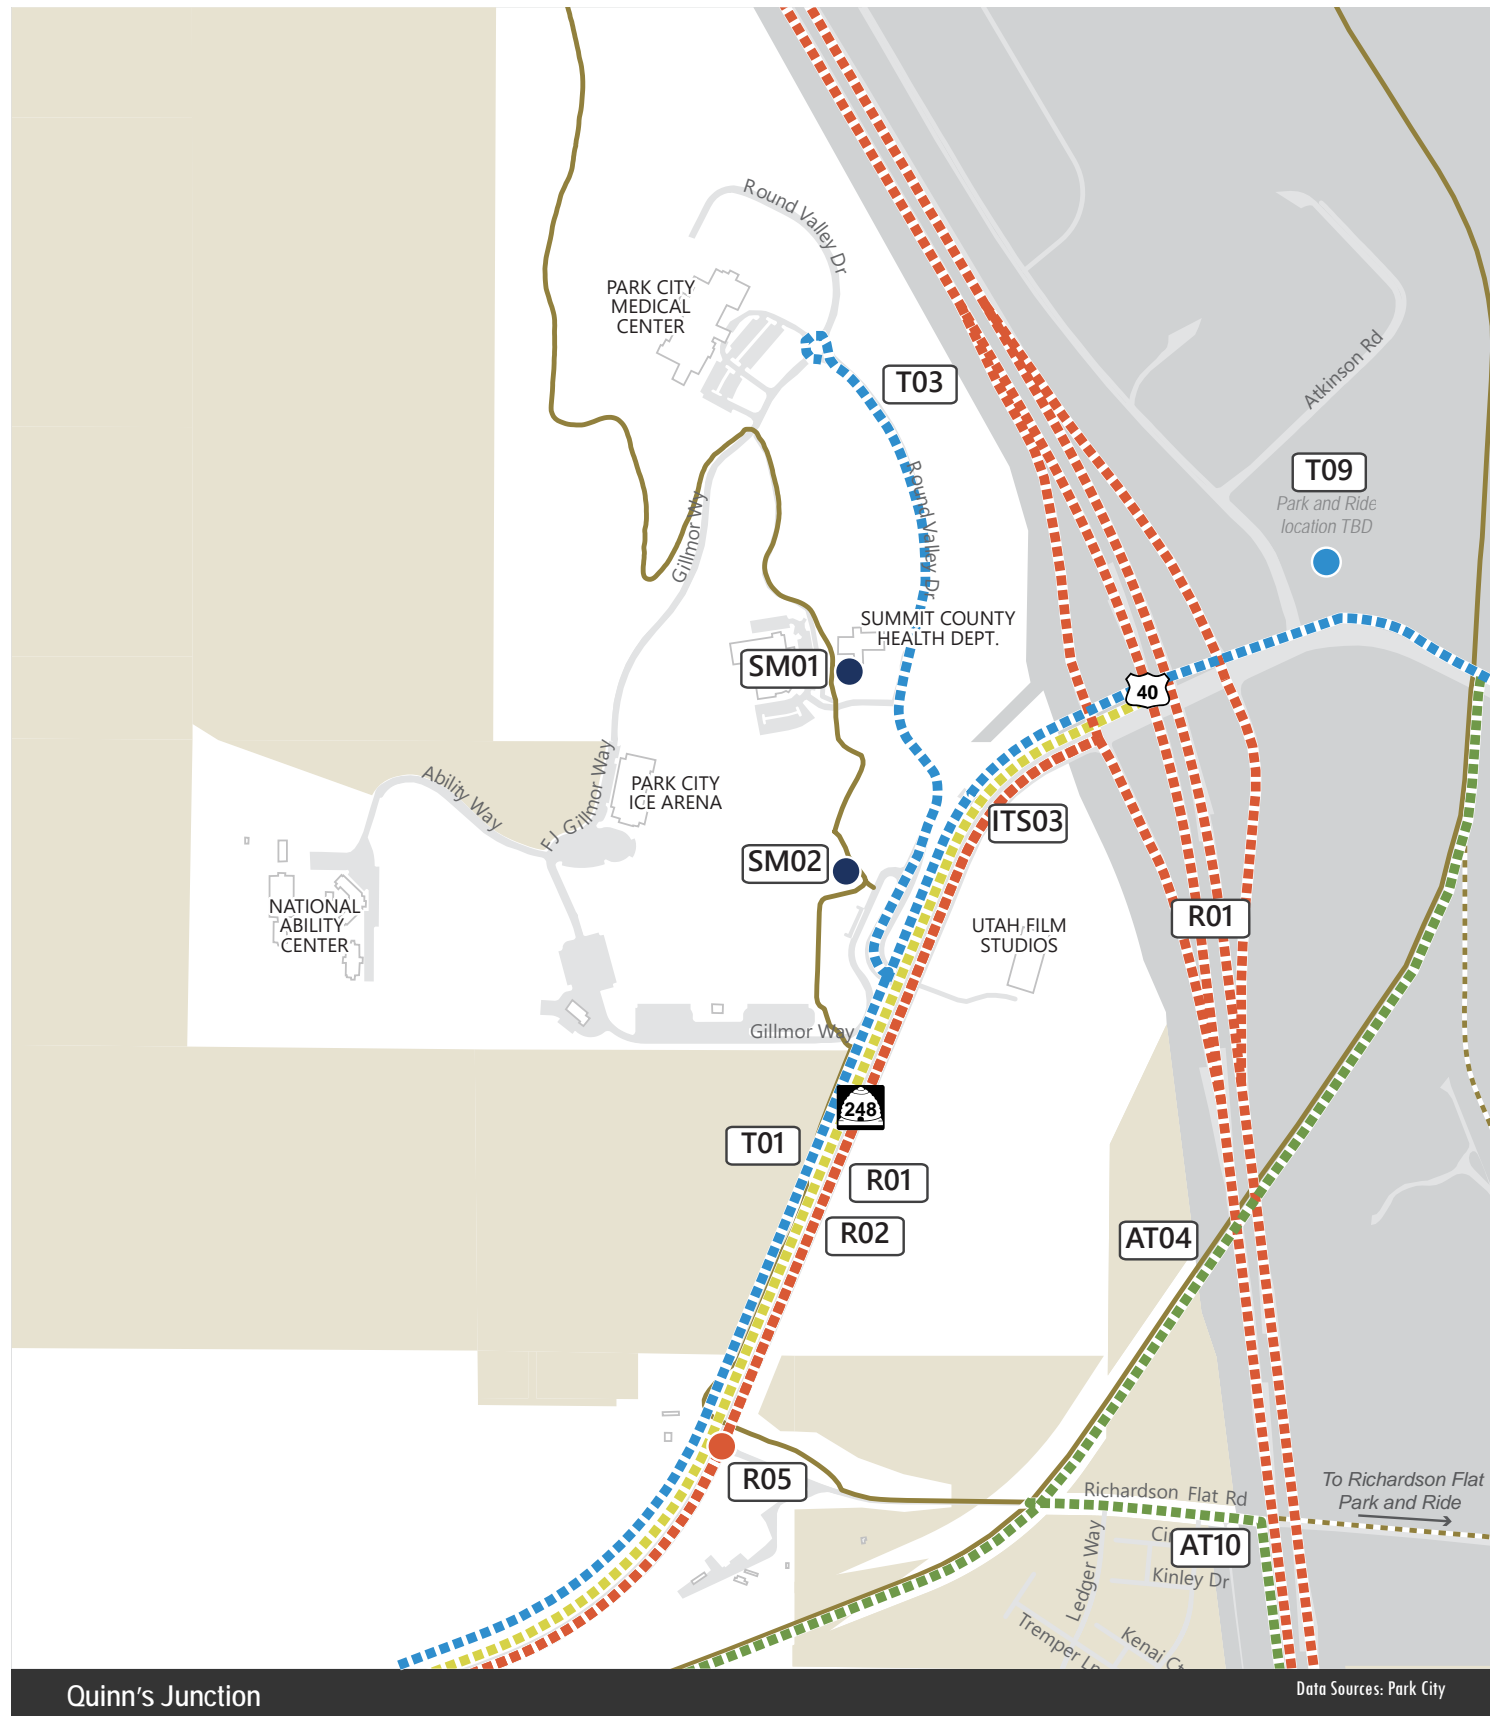 Round Valley Dr
PARK CITY
MEDICAL
CENTER
T03
Atkinson Rd
T09
Park and Ride
location TBD
Gillmor Wy
Round Valley Dr
SUMMIT COUNTY
HEALTH DEPT.
SM01
40
Ability Way
FJ Gillmor Way
PARK CITY
ICE ARENA
ITS03
SM02
NATIONAL
ABILITY
CENTER
R01
UTAH FILM
STUDIOS
Gillmor Way
248
T01
R01
R02
AT04
R05
Richardson Flat Rd
To Richardson Flat
Park and Ride
AT10
Ledger Way
Kinley Dr
Tremper Ln
Kenai Ct
Quinn's Junction
Data Sources: Park City